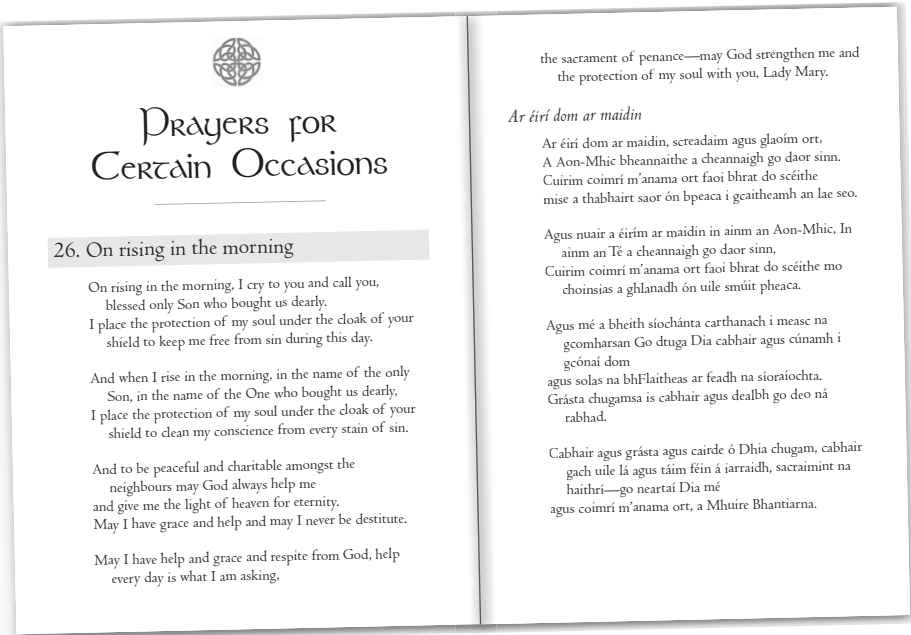 Prayers for
Certain Occasions
26. On rising in the morning
On rising in the morning, I cry to you and call you,
blessed only Son who bought us dearly.
I place the protection of my soul under the cloak of your
shield to keep me free from sin during this day.
And when I rise in the morning, in the name of the only
Son, in the name of the One who bought us dearly,
I place the protection of my soul under the cloak of your
shield to clean my conscience from every stain of sin.
And to be peaceful and charitable amongst the
neighbours may God always help me
and give me the light of heaven for eternity.
May I have grace and help and may I never be destitute.
May I have help and grace and respite from God, help
every day is what I am asking,
the sacrament of penance—may God strengthen me and
the protection of my soul with you, Lady Mary.
Ar éirí dom ar maidin
Ar éirí dom ar maidin, screadaim agus glaoím ort,
A Aon-Mhic bheannaithe a cheannaigh go daor sinn.
Cuirim coimrí m'anama ort faoi bhrat do scéithe
mise a thabhairt saor ón bpeaca i gcaitheamh an lae seo.
Agus nuair a éirím ar maidin in ainm an Aon-Mhic, In
ainm an Té a cheannaigh go daor sinn,
Cuirim coimrí m'anama ort faoi bhrat do scéithe mo
choinsias a ghlanadh ón uile smúit pheaca.
Agus mé a bheith síochánta carthanach i measc na
gcomharsan Go dtuga Dia cabhair agus cúnamh i
gcónaí dom
agus solas na bhFlaitheas ar feadh na síoraíochta.
Grásta chugamsa is cabhair agus dealbh go deo ná
rabhad.
Cabhair agus grásta agus cairde ó Dhia chugam, cabhair
gach uile lá agus táim féin á iarraidh, sacraimint na
haithrí—go neartaí Dia mé
agus coimrí m'anama ort, a Mhuire Bhantiarna.